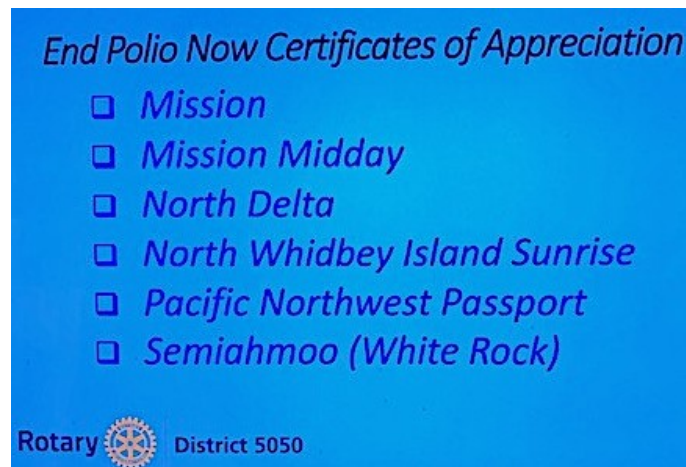 End Polio Now Certificates of Appreciation
Mission
Mission Midday
North Delta
North Whidbey Island Sunrise
Pacific Northwest Passport
Semiahmoo (White Rock)
Rotary District 5050